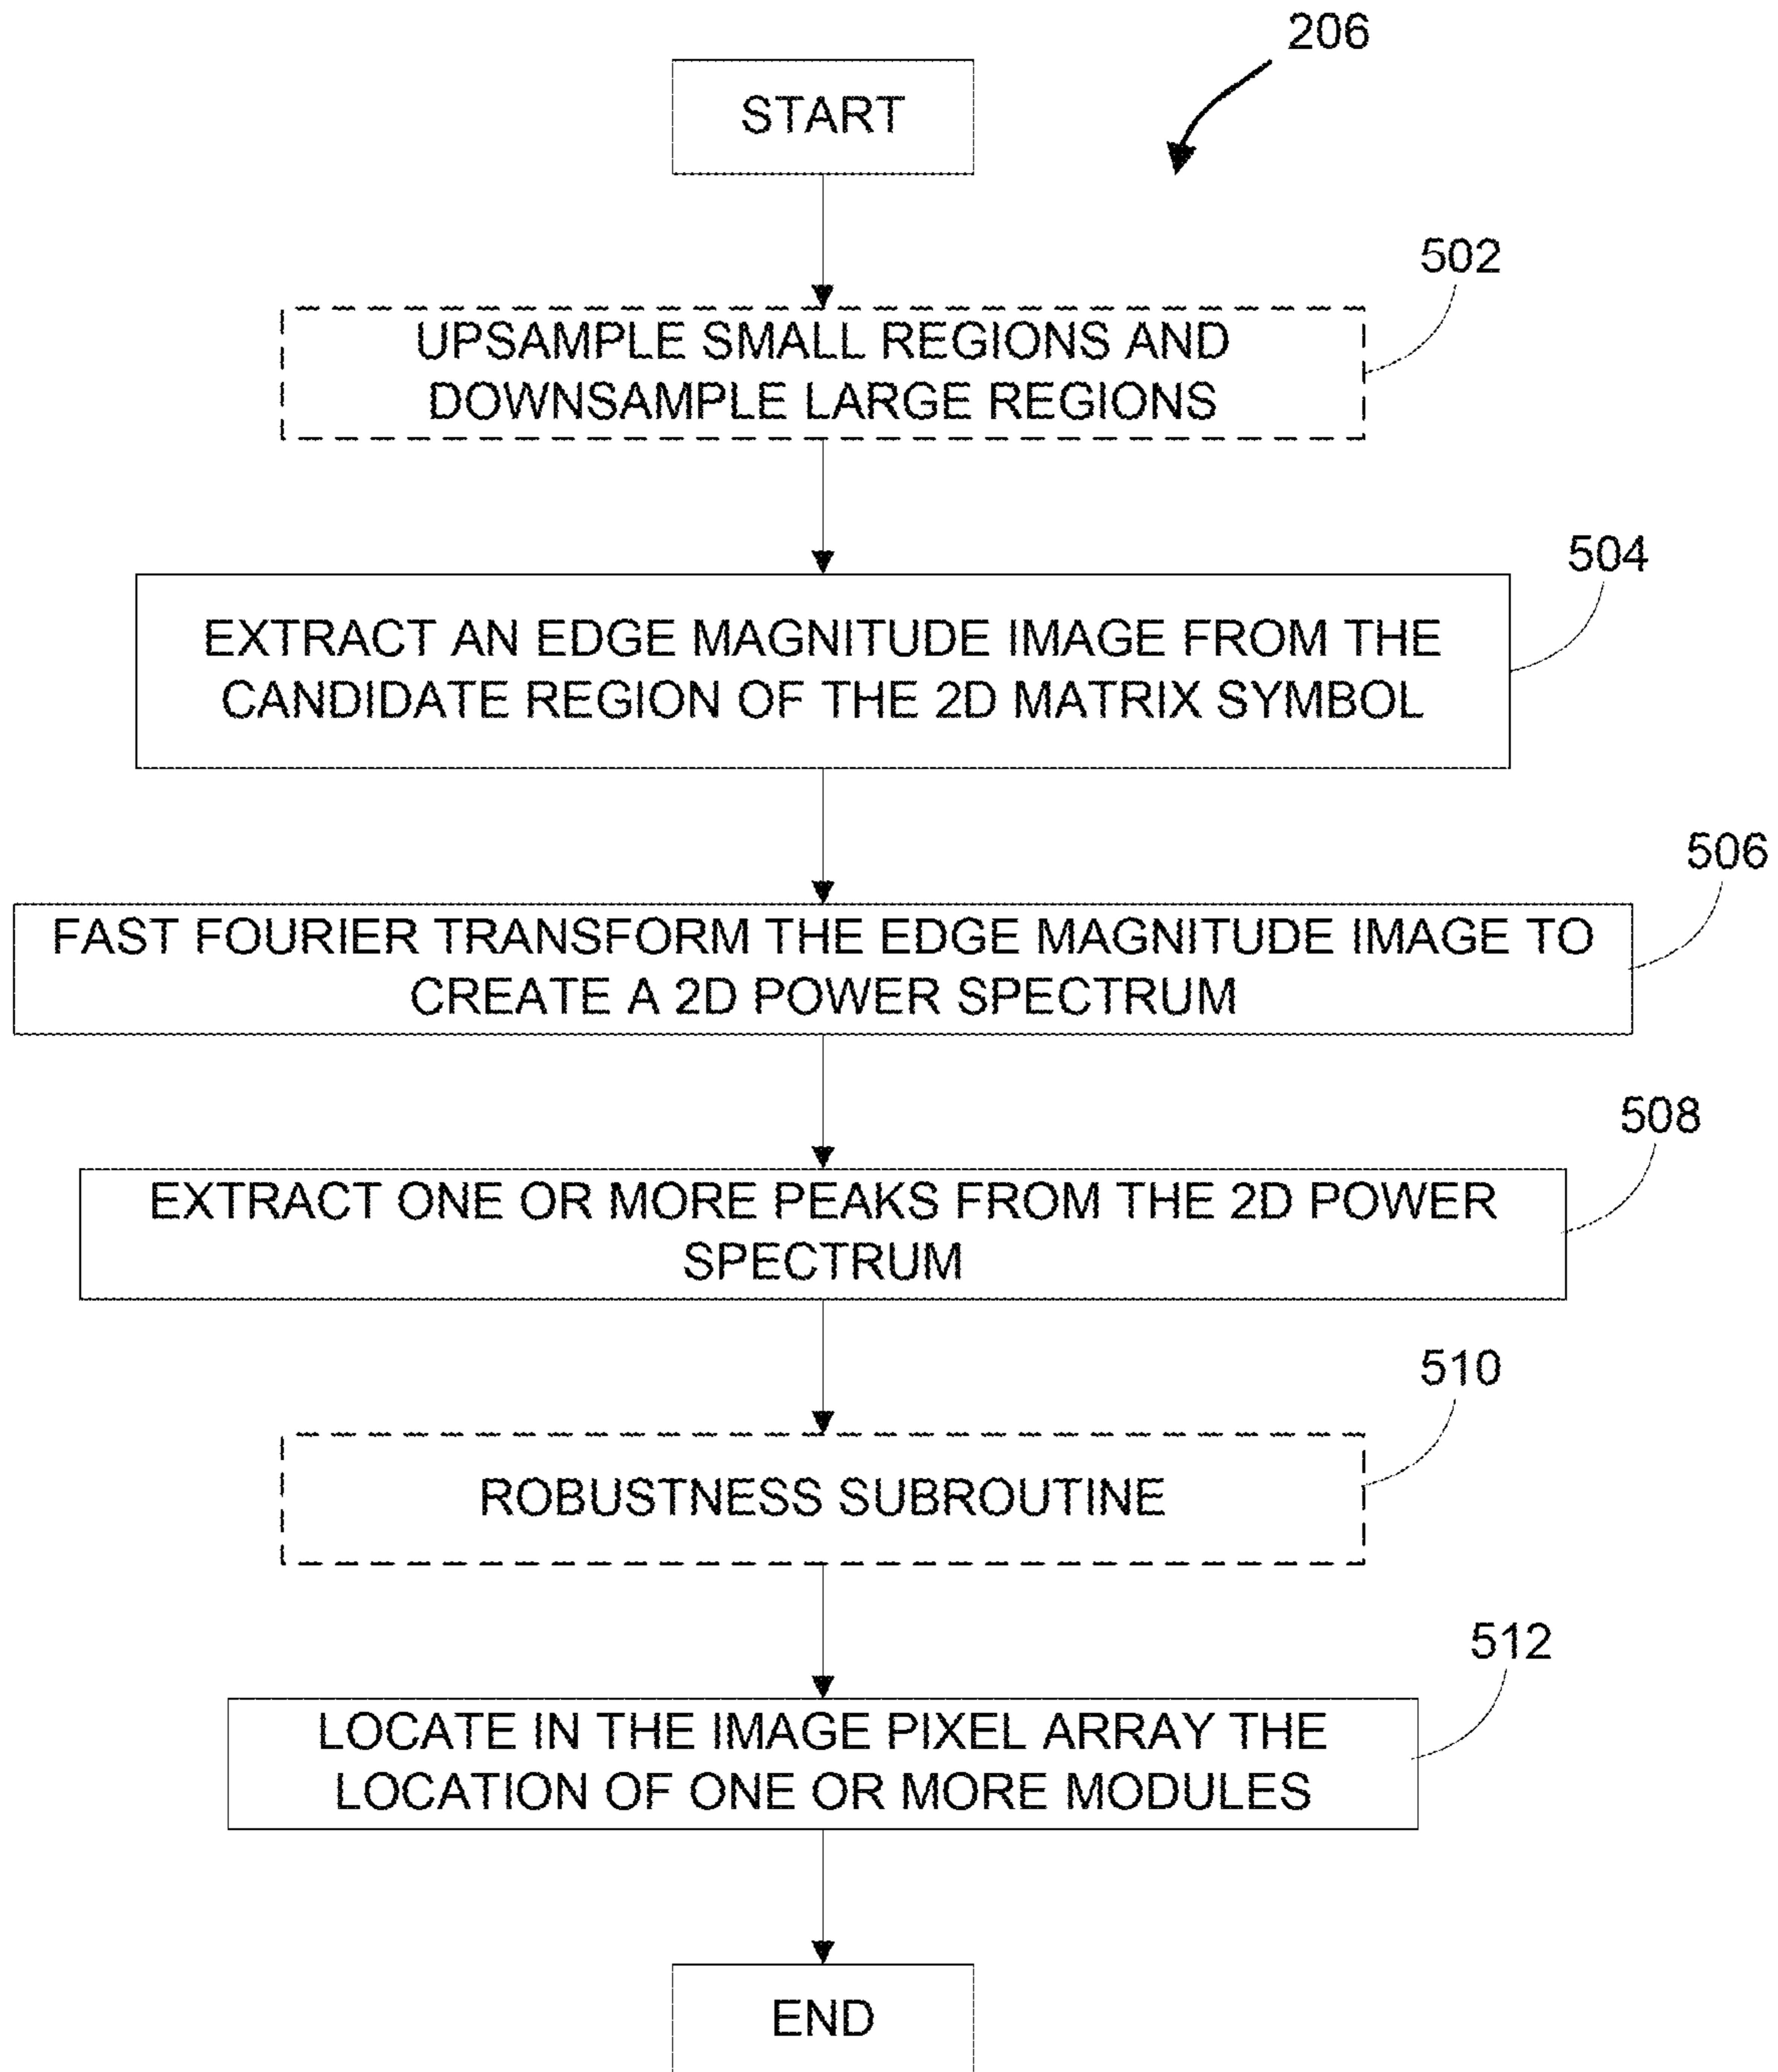 206
START
502
UPSAMPLE SMALL REGIONS AND
DOWNSAMPLE LARGE REGIONS
504
EXTRACT AN EDGE MAGNITUDE IMAGE FROM THE
CANDIDATE REGION OF THE 2D MATRIX SYMBOL
506
FAST FOURIER TRANSFORM THE EDGE MAGNITUDE IMAGE TO
CREATE A 2D POWER SPECTRUM
508
EXTRACT ONE OR MORE PEAKS FROM THE 2D POWER
SPECTRUM
510
ROBUSTNESS SUBROUTINE
512
LOCATE IN THE IMAGE PIXEL ARRAY THE
LOCATION OF ONE OR MORE MODULES
END